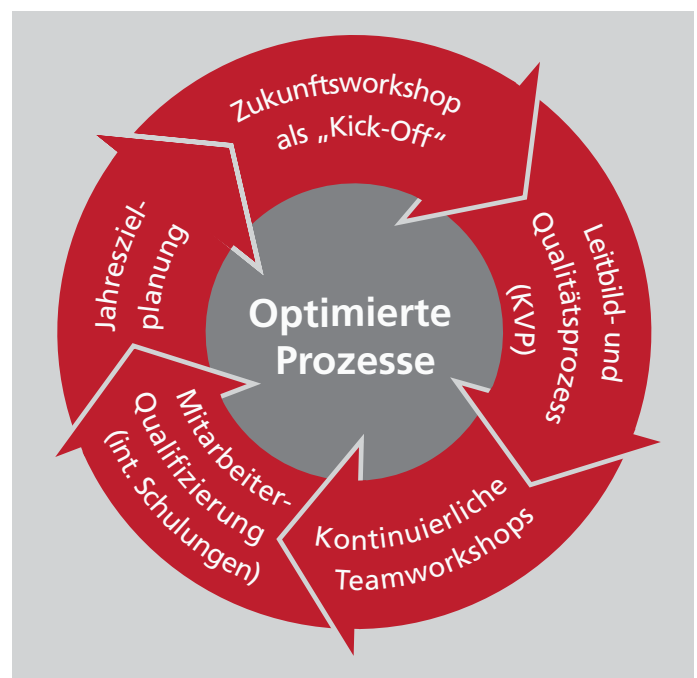 Zukunftsworkshop
als „Kick-Off“
Leitbild- und
Qualitätsprozess
(KVP)
Kontinuierliche
Teamworkshops
Mitarbeiter-
Qualifizierung
(int. Schulungen)
Jahresziel-
planung
Optimierte
Prozesse